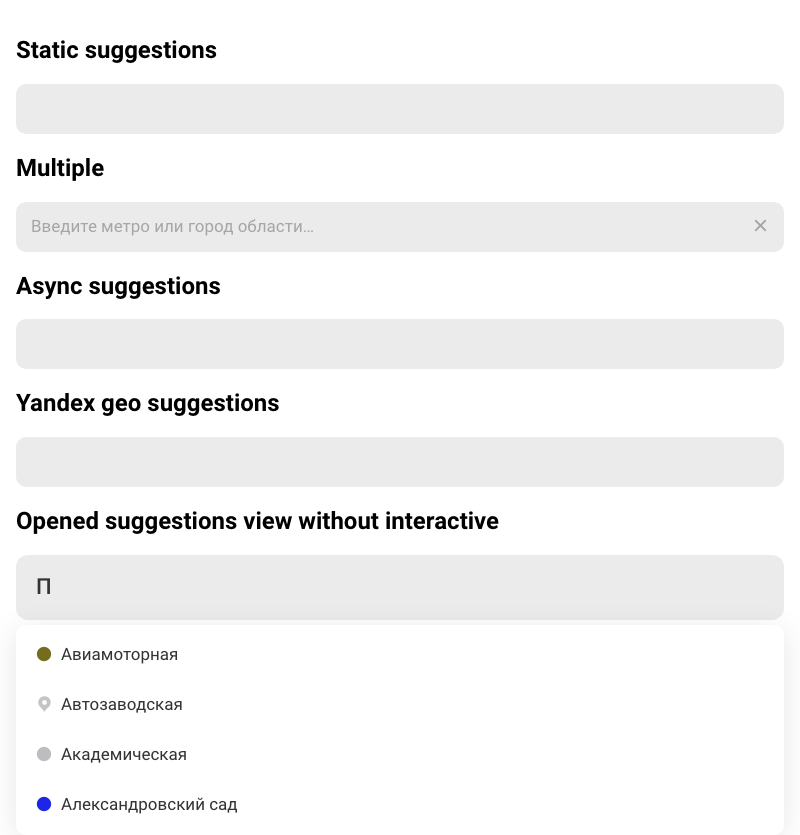 Static suggestions
Multiple
Введите метро или город области…
Async suggestions
Yandex geo suggestions
Opened suggestions view without interactive
П
Авиамоторная
Автозаводская
Академическая
Александровский сад